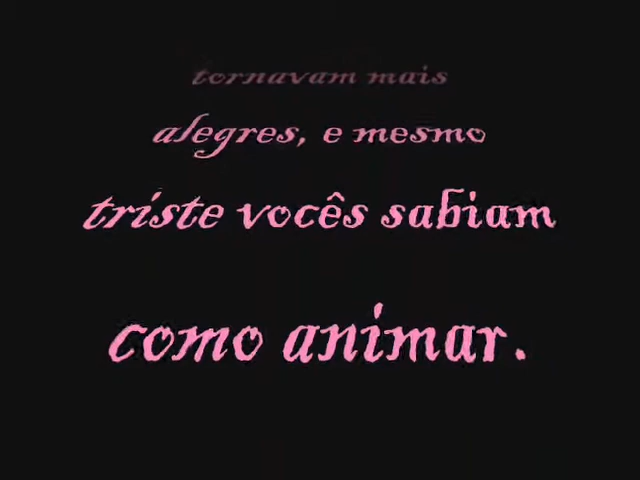 tornavam mais
alegres, e mesmo
triste vocês sabiam
como animar.